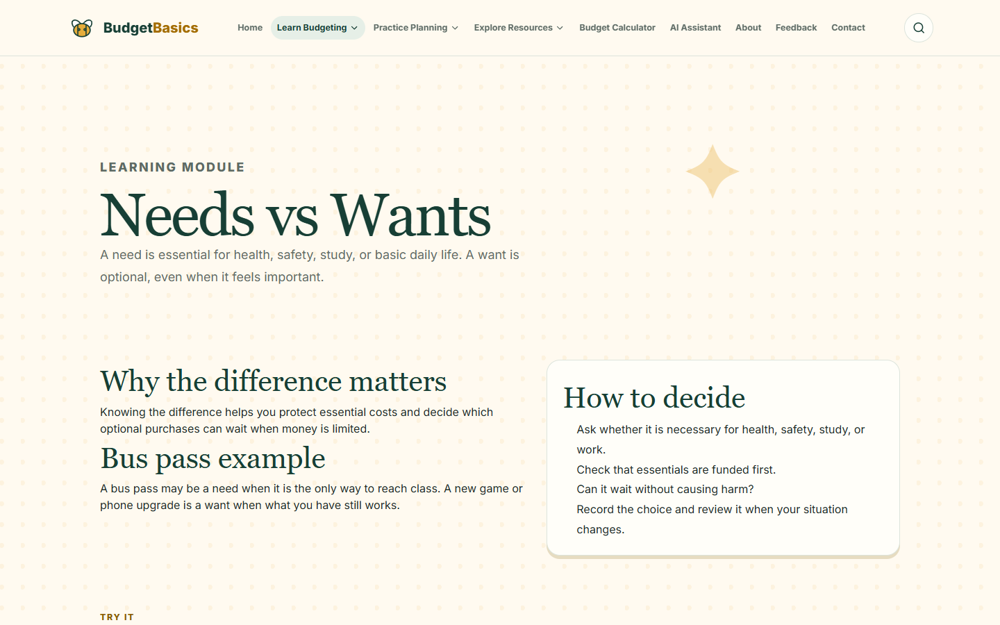 BudgetBasics
Home
Learn Budgeting
Practice Planning
Explore Resources
Budget Calculator
AI Assistant
About
Feedback
Contact
LEARNING MODULE
Needs vs Wants
A need is essential for health, safety, study, or basic daily life. A want is
optional, even when it feels important.
Why the difference matters
Knowing the difference helps you protect essential costs and decide which
optional purchases can wait when money is limited.
Bus pass example
A bus pass may be a need when it is the only way to reach class. A new game or
phone upgrade is a want when what you have still works.
How to decide
Ask whether it is necessary for health, safety, study, or
work.
Check that essentials are funded first.
Can it wait without causing harm?
Record the choice and review it when your situation
changes.
TRY IT